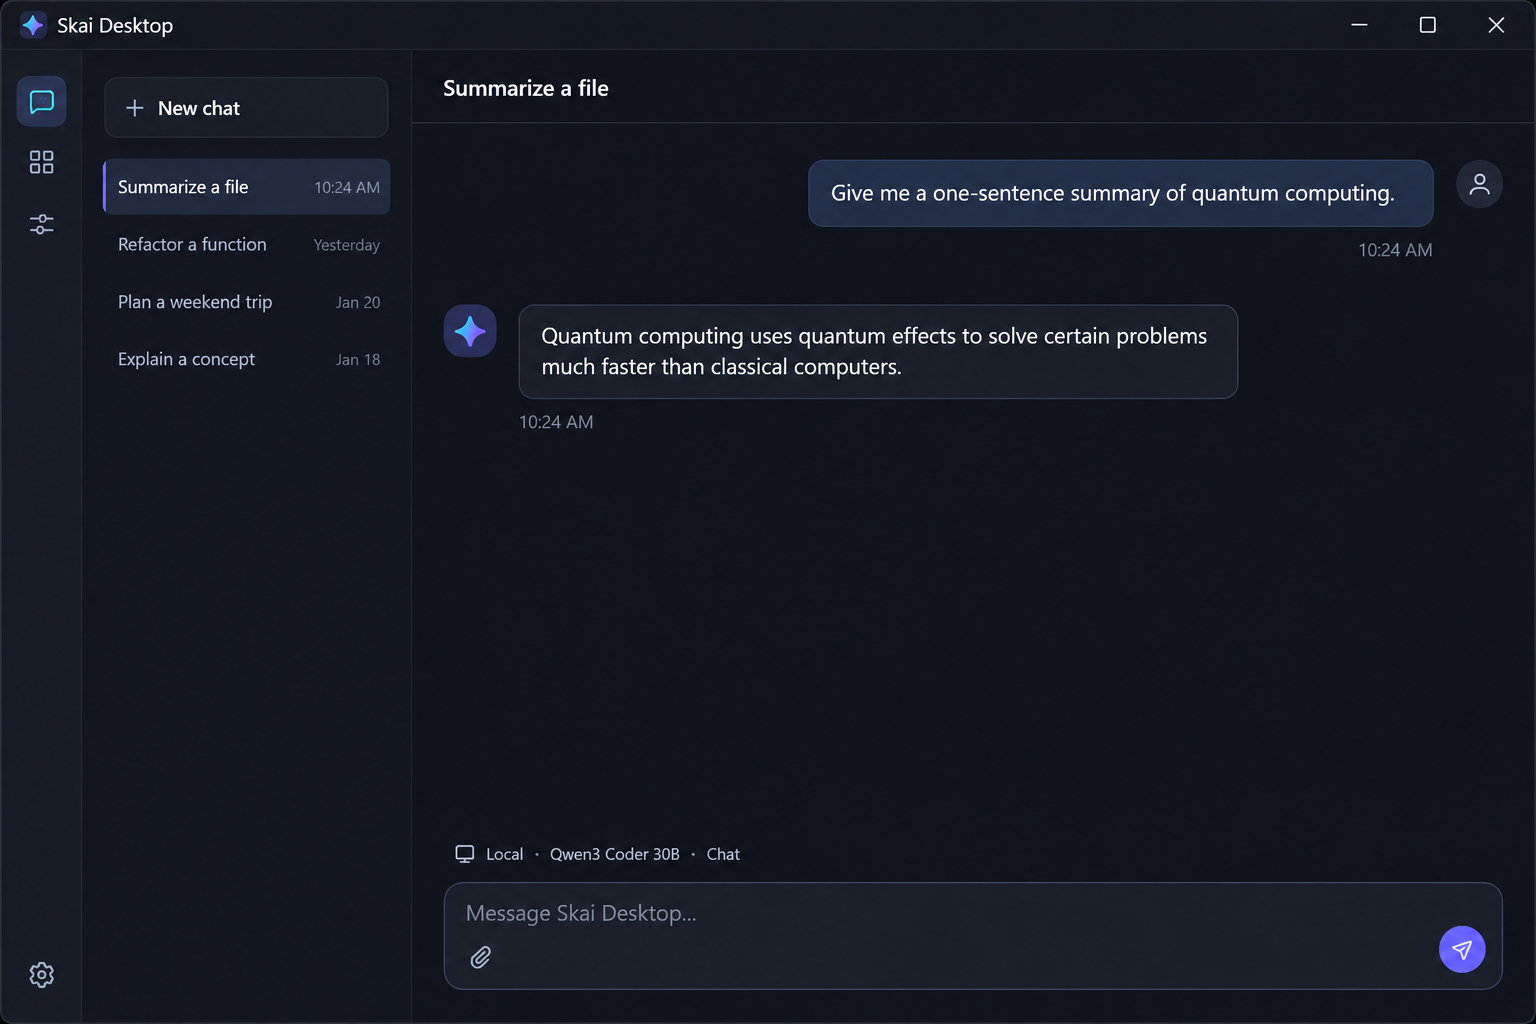 Skai Desktop
New chat
Summarize a file 10:24 AM
Refactor a function Yesterday
Plan a weekend trip Jan 20
Explain a concept Jan 18
Summarize a file
Give me a one-sentence summary of quantum computing.
10:24 AM
Quantum computing uses quantum effects to solve certain problems
much faster than classical computers.
10:24 AM
Local · Qwen3 Coder 30B · Chat
Message Skai Desktop...